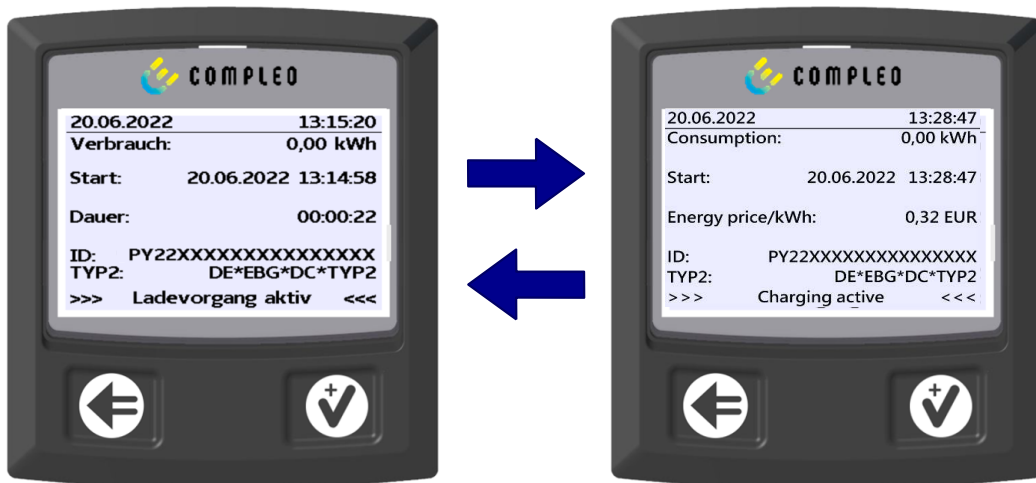 COMPLEO
20.06.2022 13:15:20
Verbrauch: 0,00 kWh
Start: 20.06.2022 13:14:58
Dauer: 00:00:22
ID: PY22XXXXXXXXXXXXXXX
TYP2: DE*EBG*DC*TYP2
>>> Ladevorgang aktiv <<<
COMPLEO
20.06.2022 13:28:47
Consumption: 0,00 kWh
Start: 20.06.2022 13:28:47
Energy price/kWh: 0,32 EUR
ID: PY22XXXXXXXXXXXXXXX
TYP2: DE*EBG*DC*TYP2
>>> Charging active <<<